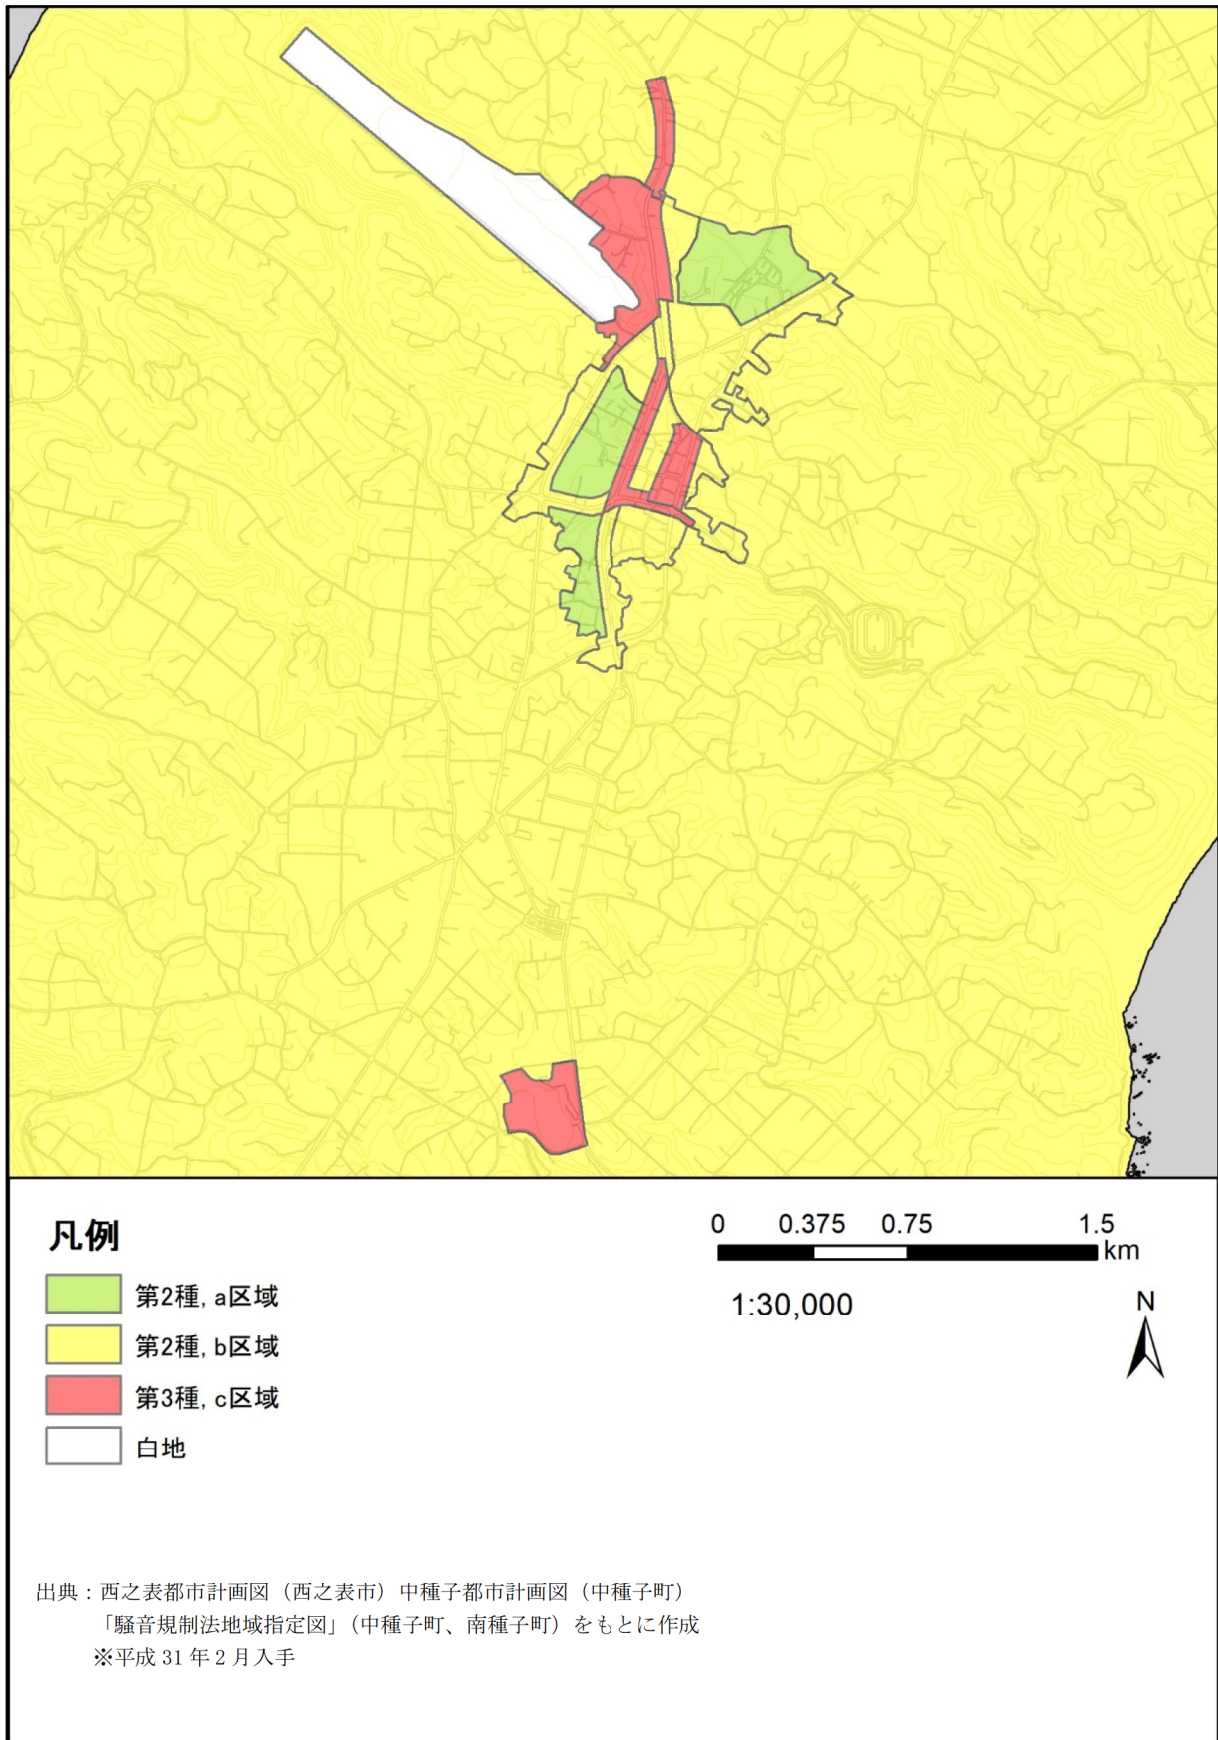 凡例
第2種, a区域
第2種, b区域
第3種, c区域
白地
0 0.375 0.75 1.5
km
1:30,000
N
出典：西之表都市計画図（西之表市）中種子都市計画図（中種子町）
「騒音規制法地域指定図」（中種子町、南種子町）をもとに作成
※平成 31 年 2 月入手